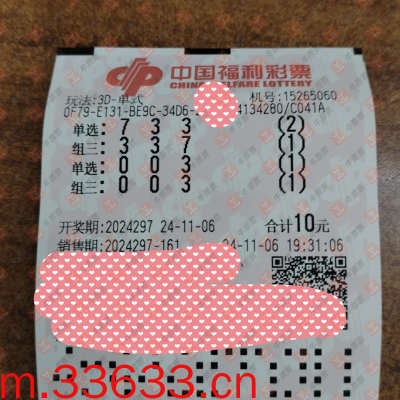 中国福利彩票
CHINA WELFARE LOTTERY
玩法:3D-单式 机号:15265060
0F79-E131-BE9C-34D6- 4134280/C041A
单选: 7 3 3 (2)
组三: 3 3 7 (1)
单选: 0 0 3 (1)
组三: 0 0 3 (1)
开奖期:2024297 24-11-06 合计10元
销售期:2024297-161 24-11-06 19:31:06
m.33633.cn